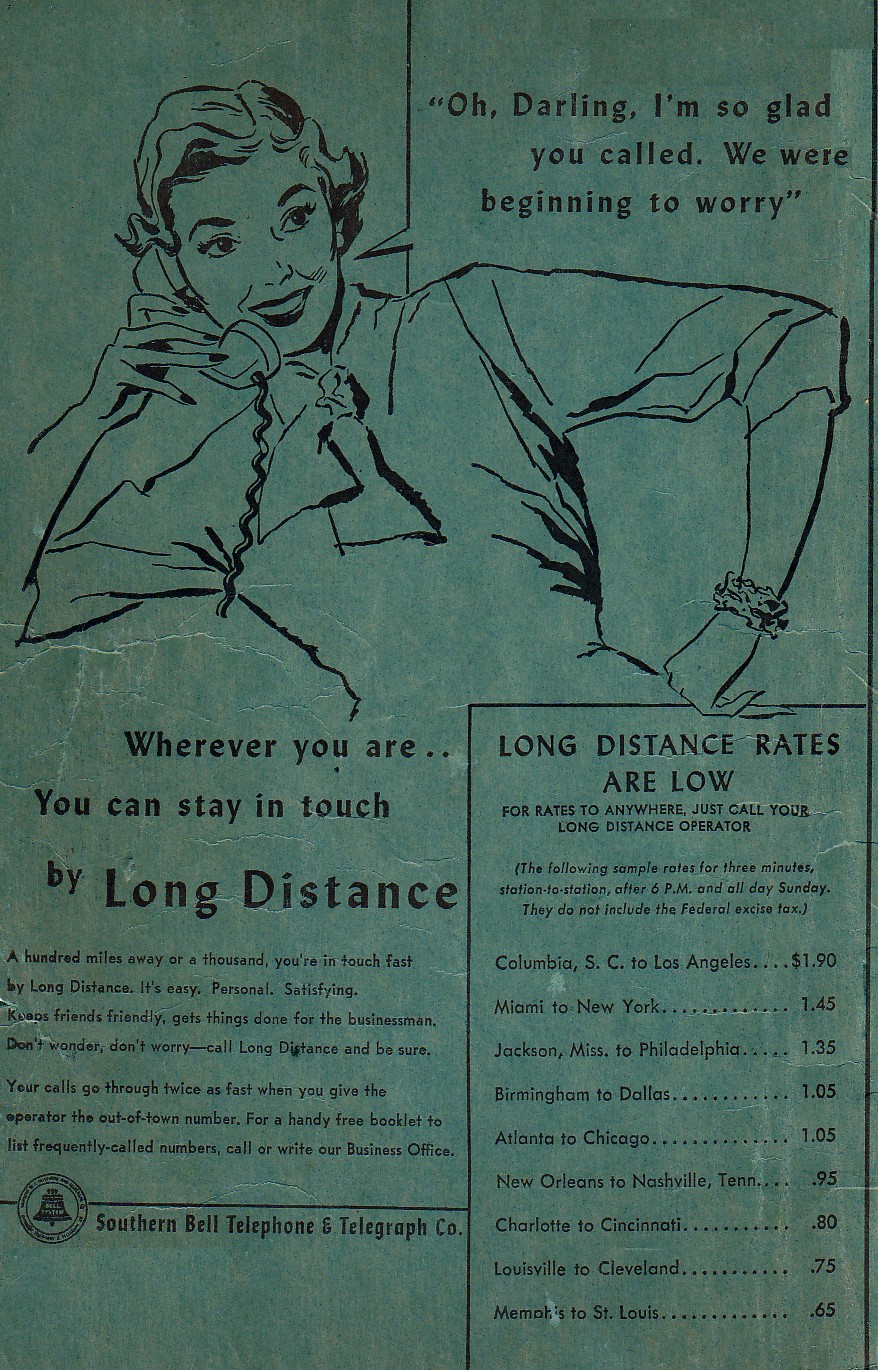 “Oh, Darling, I'm so glad
you called. We were
beginning to worry”
Wherever you are..
You can stay in touch
by Long Distance
A hundred miles away or a thousand, you're in touch fast
by Long Distance. It's easy. Personal. Satisfying.
Keeps friends friendly, gets things done for the businessman.
Don't wonder, don't worry—call Long Distance and be sure.
Your calls go through twice as fast when you give the
operator the out-of-town number. For a handy free booklet to
list frequently-called numbers, call or write our Business Office.
BELL
SYSTEM
Southern Bell Telephone & Telegraph Co.
LONG DISTANCE RATES
ARE LOW
FOR RATES TO ANYWHERE, JUST CALL YOUR
LONG DISTANCE OPERATOR
(The following sample rates for three minutes,
station-to-station, after 6 P.M. and all day Sunday.
They do not include the Federal excise tax.)
Columbia, S. C. to Los Angeles....$1.90
Miami to New York............. 1.45
Jackson, Miss. to Philadelphia..... 1.35
Birmingham to Dallas............ 1.05
Atlanta to Chicago.............. 1.05
New Orleans to Nashville, Tenn.... .95
Charlotte to Cincinnati........... .80
Louisville to Cleveland........... .75
Memphis to St. Louis............. .65